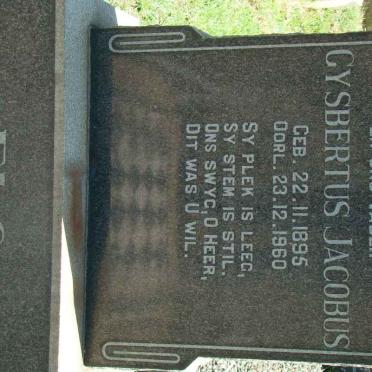 GYSBERTUS JACOBUS
GEB. 22.11.1895
OORL. 23.12.1960
SY PLEK IS LEEG,
SY STEM IS STIL.
ONS SWYG, O HEER,
DIT WAS U WIL.